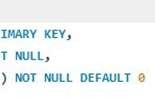 IMARY KEY,
T NULL,
) NOT NULL DEFAULT 0